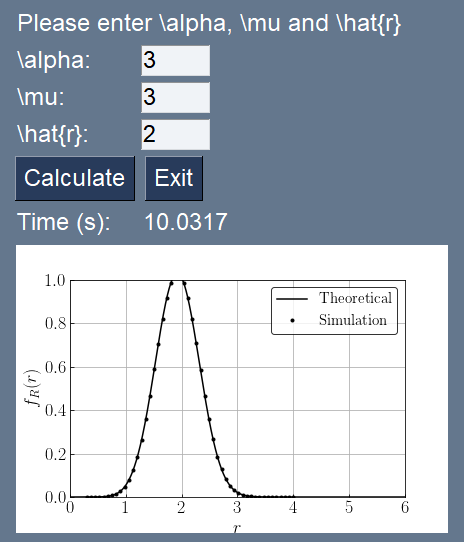 Please enter \alpha, \mu and \hat{r}
\alpha: 3
\mu: 3
\hat{r}: 2
Calculate Exit
Time (s): 10.0317
1.0
0.8
0.6
0.4
0.2
0.0
f_R(r)
Theoretical
Simulation
0 1 2 3 4 5 6
r